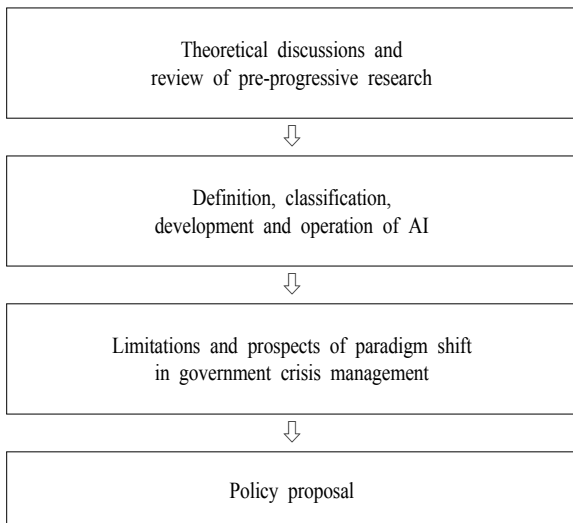 Theoretical discussions and
review of pre-progressive research
Definition, classification,
development and operation of AI
Limitations and prospects of paradigm shift
in government crisis management
Policy proposal